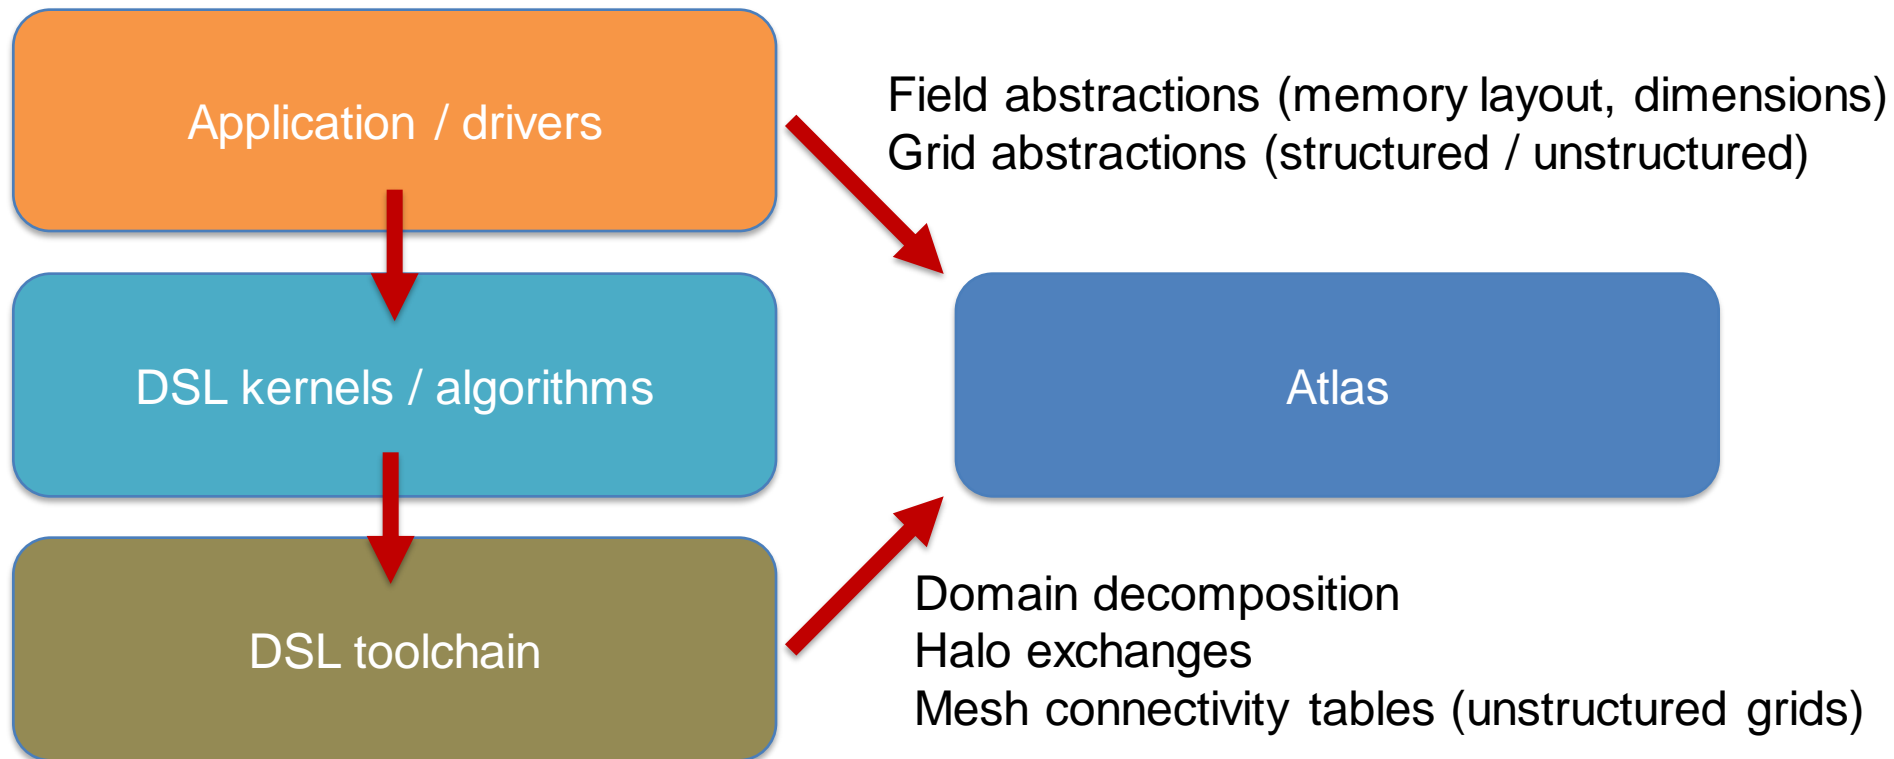 Application / drivers
Field abstractions (memory layout, dimensions)
Grid abstractions (structured / unstructured)
DSL kernels / algorithms
Atlas
DSL toolchain
Domain decomposition
Halo exchanges
Mesh connectivity tables (unstructured grids)